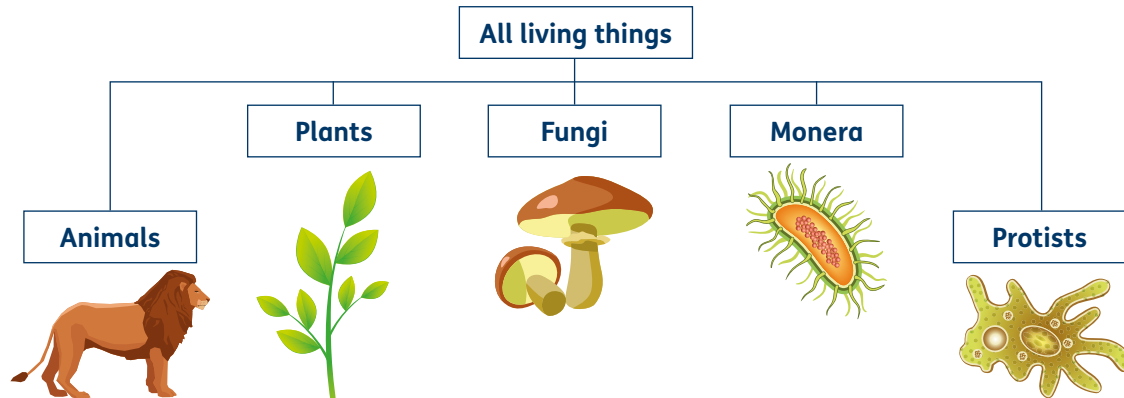 All living things
Plants
Fungi
Monera
Animals
Protists